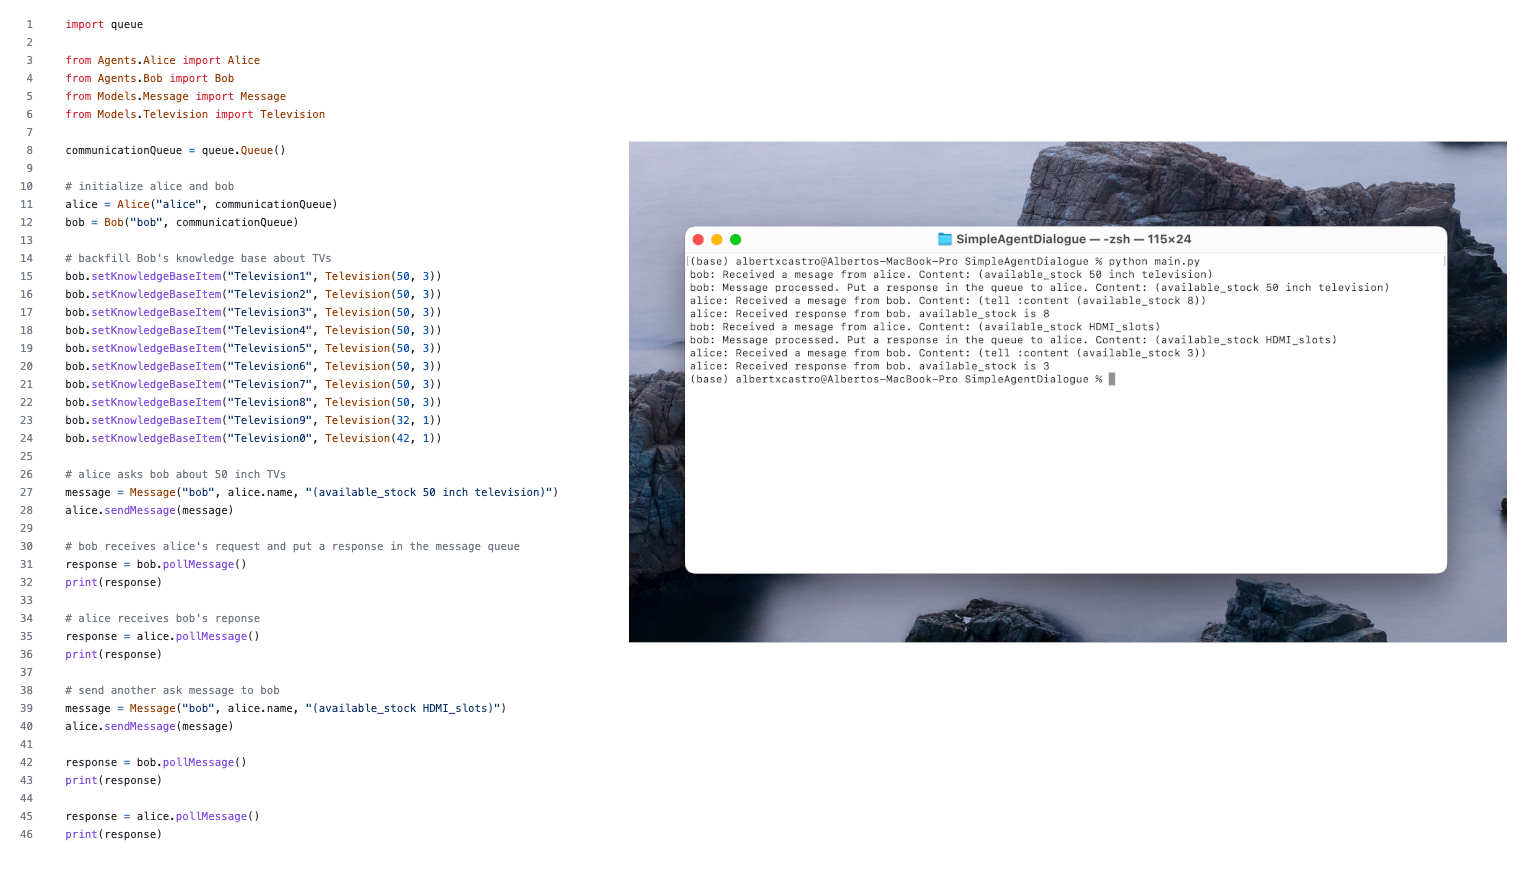 1 import queue
2
3 from Agents.Alice import Alice
4 from Agents.Bob import Bob
5 from Models.Message import Message
6 from Models.Television import Television
7
8 communicationQueue = queue.Queue()
9
10 # initialize alice and bob
11 alice = Alice("alice", communicationQueue)
12 bob = Bob("bob", communicationQueue)
13
14 # backfill Bob's knowledge base about TVs
15 bob.setKnowledgeBaseItem("Television1", Television(50, 3))
16 bob.setKnowledgeBaseItem("Television2", Television(50, 3))
17 bob.setKnowledgeBaseItem("Television3", Television(50, 3))
18 bob.setKnowledgeBaseItem("Television4", Television(50, 3))
19 bob.setKnowledgeBaseItem("Television5", Television(50, 3))
20 bob.setKnowledgeBaseItem("Television6", Television(50, 3))
21 bob.setKnowledgeBaseItem("Television7", Television(50, 3))
22 bob.setKnowledgeBaseItem("Television8", Television(50, 3))
23 bob.setKnowledgeBaseItem("Television9", Television(32, 1))
24 bob.setKnowledgeBaseItem("Television0", Television(42, 1))
25
26 # alice asks bob about 50 inch TVs
27 message = Message("bob", alice.name, "(available_stock 50 inch television)")
28 alice.sendMessage(message)
29
30 # bob receives alice's request and put a response in the message queue
31 response = bob.pollMessage()
32 print(response)
33
34 # alice receives bob's reponse
35 response = alice.pollMessage()
36 print(response)
37
38 # send another ask message to bob
39 message = Message("bob", alice.name, "(available_stock HDMI_slots)")
40 alice.sendMessage(message)
41
42 response = bob.pollMessage()
43 print(response)
44
45 response = alice.pollMessage()
46 print(response)
SimpleAgentDialogue — -zsh — 115×24
[(base) albertxcastro@Albertos-MacBook-Pro SimpleAgentDialogue % python main.py ]
bob: Received a mesage from alice. Content: (available_stock 50 inch television)
bob: Message processed. Put a response in the queue to alice. Content: (available_stock 50 inch television)
alice: Received a mesage from bob. Content: (tell :content (available_stock 8))
alice: Received response from bob. available_stock is 8
bob: Received a mesage from alice. Content: (available_stock HDMI_slots)
bob: Message processed. Put a response in the queue to alice. Content: (available_stock HDMI_slots)
alice: Received a mesage from bob. Content: (tell :content (available_stock 3))
alice: Received response from bob. available_stock is 3
(base) albertxcastro@Albertos-MacBook-Pro SimpleAgentDialogue %